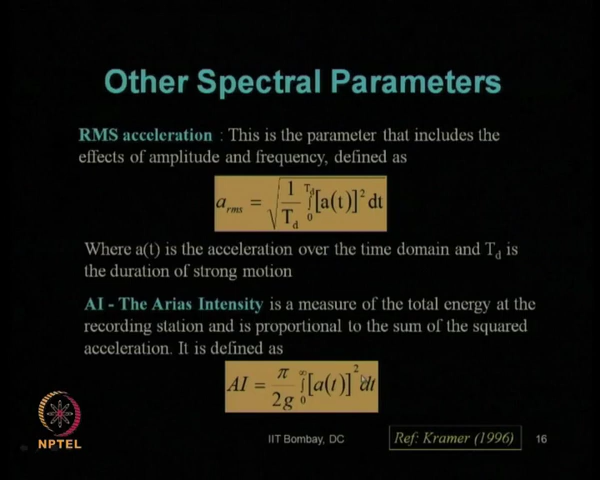 Other Spectral Parameters
RMS acceleration : This is the parameter that includes the
effects of amplitude and frequency, defined as
a_rms = √(1/T_d ∫_0^T_d [a(t)]² dt)
Where a(t) is the acceleration over the time domain and T_d is
the duration of strong motion
AI - The Arias Intensity is a measure of the total energy at the
recording station and is proportional to the sum of the squared
acceleration. It is defined as
AI = π/2g ∫_0^∞ [a(t)]² dt
NPTEL
IIT Bombay, DC
Ref: Kramer (1996)
16